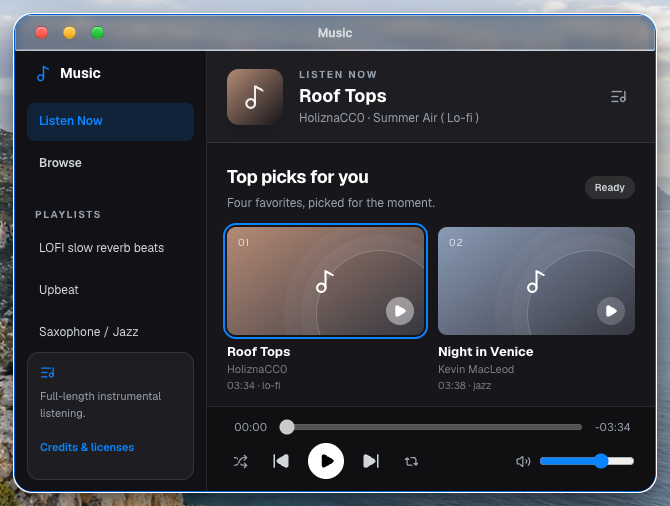 Music
Music
Listen Now
Browse
PLAYLISTS
LOFI slow reverb beats
Upbeat
Saxophone / Jazz
Full-length instrumental
listening.
Credits & licenses
LISTEN NOW
Roof Tops
HoliznaCC0 · Summer Air ( Lo-fi )
Top picks for you
Four favorites, picked for the moment.
Ready
01
Roof Tops
HoliznaCC0
03:34 · lo-fi
02
Night in Venice
Kevin MacLeod
03:38 · jazz
00:00
-03:34